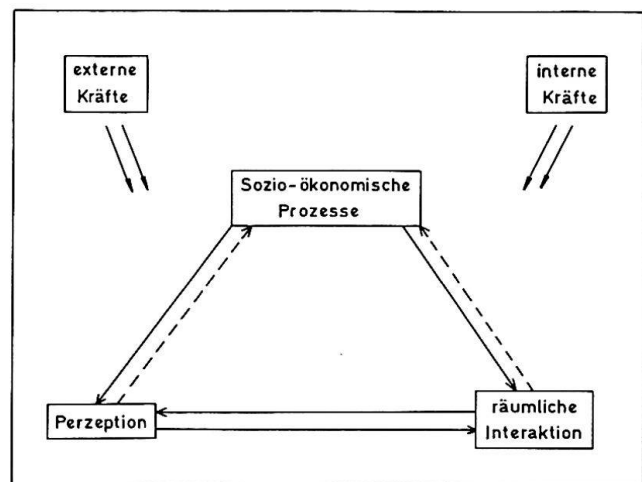 externe
Kräfte
interne
Kräfte
Sozio-ökonomische
Prozesse
Perzeption
räumliche
Interaktion